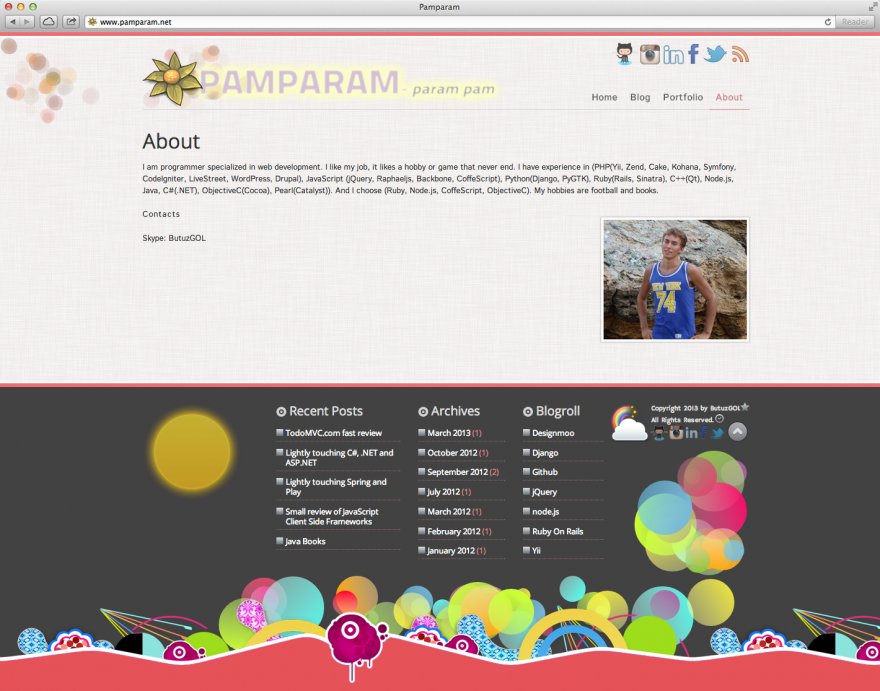 Pamparam
www.pamparam.net
Reader
PAMPARAM - param pam
Home Blog Portfolio About
About
I am programmer specialized in web development. I like my job, it likes a hobby or game that never end. I have experience in (PHP(Yii, Zend, Cake, Kohana, Symfony,
CodeIgniter, LiveStreet, WordPress, Drupal), JavaScript (jQuery, Raphaeljs, Backbone, CoffeScript), Python(Django, PyGTK), Ruby(Rails, Sinatra), C++(Qt), Node.js,
Java, C#(.NET), ObjectiveC(Cocoa), Pearl(Catalyst)). And I choose (Ruby, Node.js, CoffeScript, ObjectiveC). My hobbies are football and books.
Contacts
Skype: ButuzGOL
NEW YORK
74
Recent Posts
TodoMVC.com fast review
Lightly touching C#, .NET and
ASP.NET
Lightly touching Spring and
Play
Small review of JavaScript
Client Side Frameworks
Java Books
Archives
March 2013 (1)
October 2012 (1)
September 2012 (2)
July 2012 (1)
March 2012 (1)
February 2012 (1)
January 2012 (1)
Blogroll
Designmoo
Django
Github
jQuery
node.js
Ruby On Rails
Yii
Copyright 2013 by ButuzGOL
All Rights Reserved.